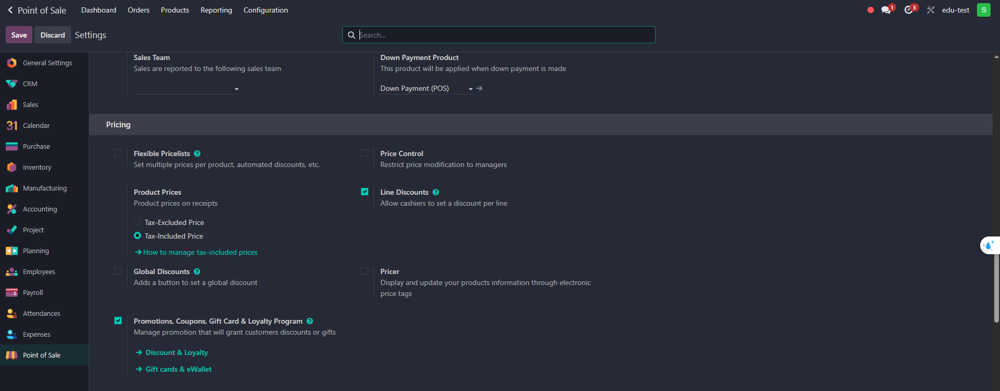 Point of Sale Dashboard Orders Products Reporting Configuration 1 3 edu-test S
Save Discard Settings Search...
General Settings
CRM
Sales
Calendar
Purchase
Inventory
Manufacturing
Accounting
Project
Planning
Employees
Payroll
Attendances
Expenses
Point of Sale
Sales Team
Sales are reported to the following sales team
Down Payment Product
This product will be applied when down payment is made
Down Payment (POS)
Pricing
Flexible Pricelists ?
Set multiple prices per product, automated discounts, etc.
Price Control
Restrict price modification to managers
Product Prices
Product prices on receipts
Tax-Excluded Price
Tax-Included Price
How to manage tax-included prices
Line Discounts ?
Allow cashiers to set a discount per line
Global Discounts ?
Adds a button to set a global discount
Pricer
Display and update your products information through electronic
price tags
Promotions, Coupons, Gift Card & Loyalty Program ?
Manage promotion that will grant customers discounts or gifts
Discount & Loyalty
Gift cards & eWallet